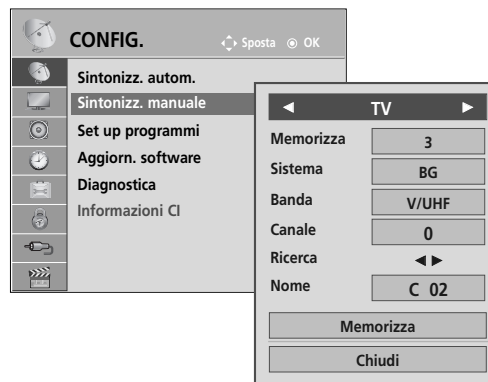 CONFIG.
Sposta OK
Sintonizz. autom.
Sintonizz. manuale
Set up programmi
Aggiorn. software
Diagnostica
Informazioni CI
◄ TV ►
Memorizza 3
Sistema BG
Banda V/UHF
Canale 0
Ricerca ◄ ►
Nome C 02
Memorizza
Chiudi